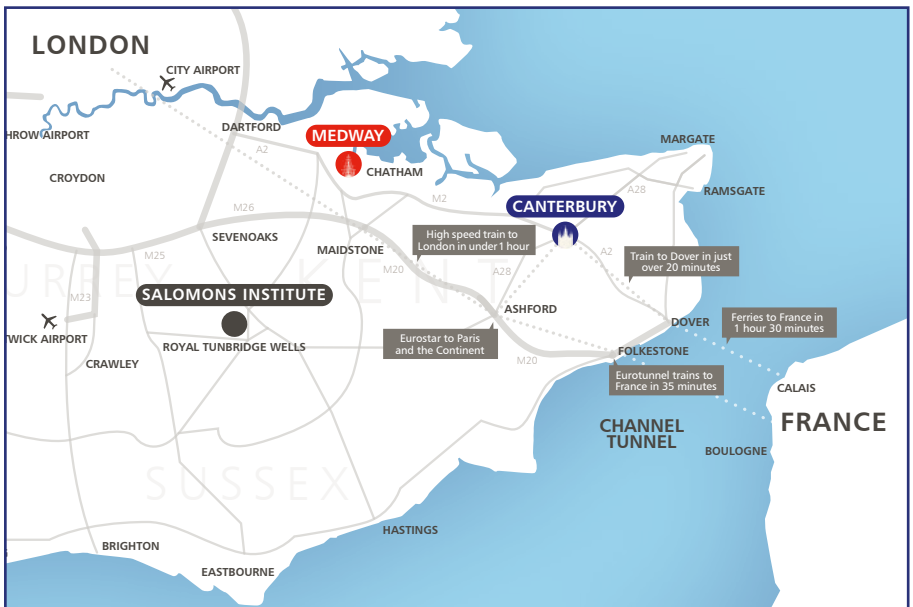 LONDON
CITY AIRPORT
HROW AIRPORT
DARTFORD
A2
MEDWAY
CHATHAM
MARGATE
CROYDON
RAMSGATE
A28
M2
CANTERBURY
M26
SEVENOAKS
MAIDSTONE
High speed train to
London in under 1 hour
A2
M25
M20
A28
Train to Dover in just
over 20 minutes
URREY
KENT
M23
SALOMONS INSTITUTE
ASHFORD
DOVER
Ferries to France in
1 hour 30 minutes
TWICK AIRPORT
ROYAL TUNBRIDGE WELLS
Eurostar to Paris
and the Continent
CRAWLEY
M20
FOLKESTONE
Eurotunnel trains to
France in 35 minutes
CALAIS
FRANCE
CHANNEL
TUNNEL
BOULOGNE
SUSSEX
HASTINGS
BRIGHTON
EASTBOURNE